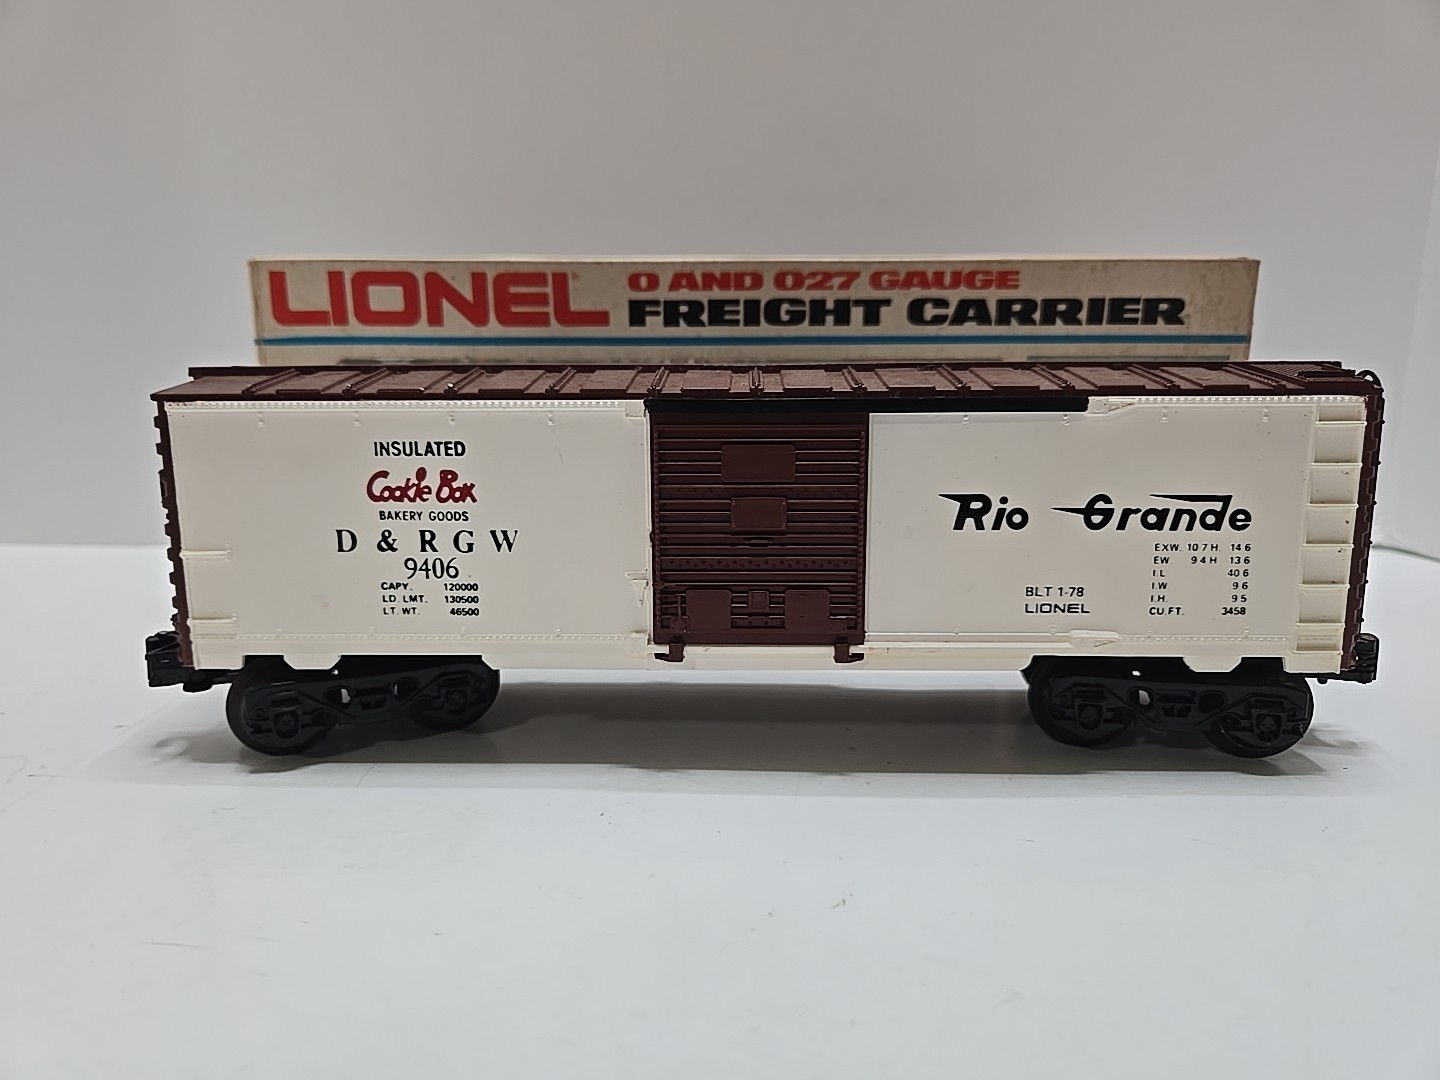 LIONEL
O AND O27 GAUGE
FREIGHT CARRIER
INSULATED
Cookie Box
BAKERY GOODS
D & R G W
9406
CAPY. 120000
LD. LMT. 130500
LT. WT. 46500
Rio Grande
EXW. 10 7 H. 14 6
EW 9 4 H 13 6
I.L 40 6
I.W 9 6
I.H. 9 5
CU.FT. 3458
BLT 1-78
LIONEL